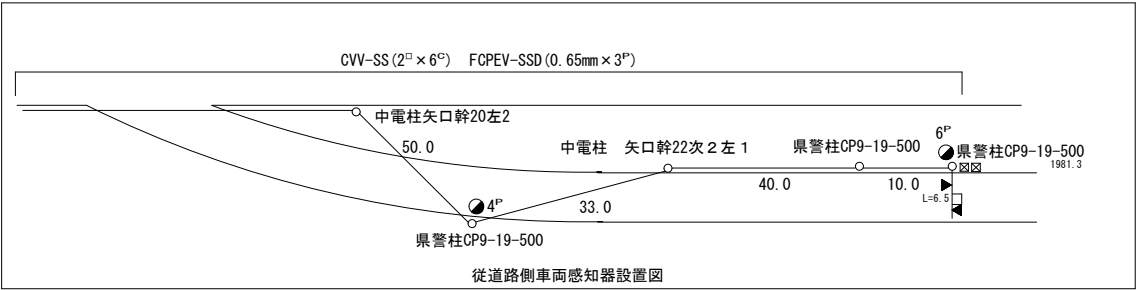 CVV-SS(2□×6C) FCPEV-SSD(0.65mm×3P)
中電柱矢口幹20左2
50.0
中電柱 矢口幹22次2左1
県警柱CP9-19-500
6P
県警柱CP9-19-500
1981.3
40.0
10.0
L=6.5
4P
33.0
県警柱CP9-19-500
従道路側車両感知器設置図